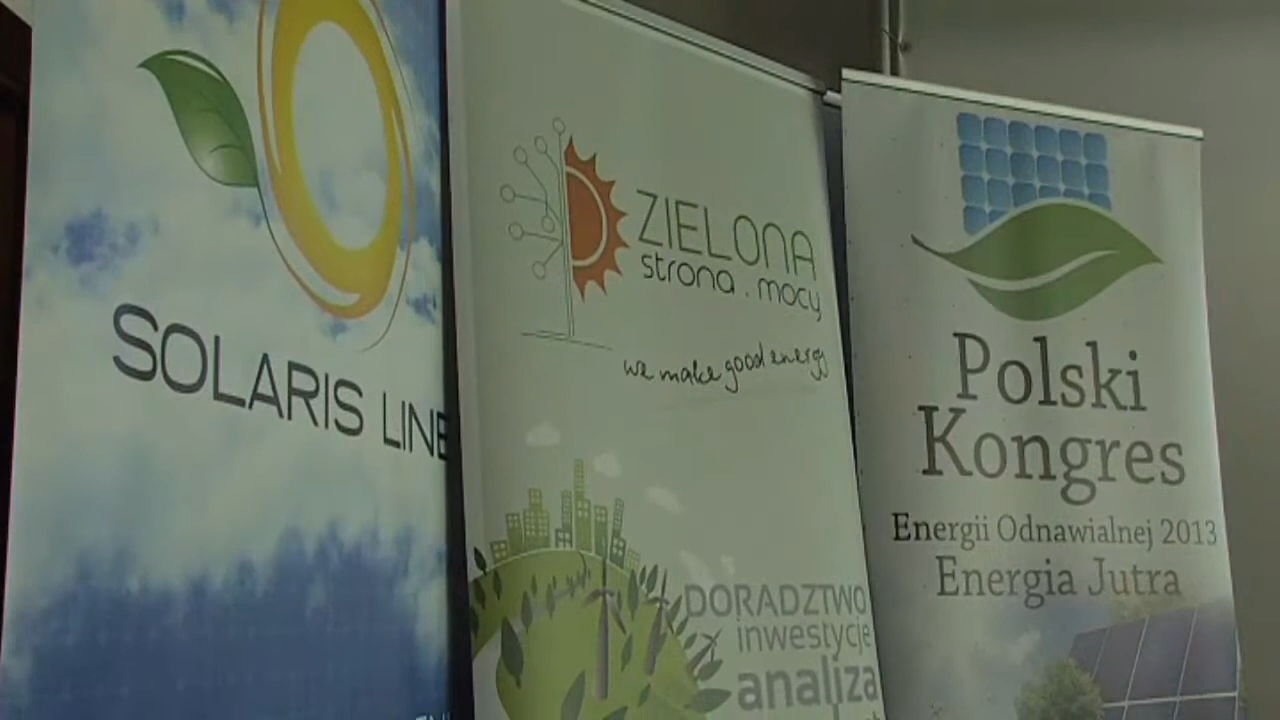 SOLARIS LINE
ZIELONA
strona.mocy
we make good energy
DORADZTWO
inwestycje
analiza
Polski
Kongres
Energii Odnawialnej 2013
Energia Jutra